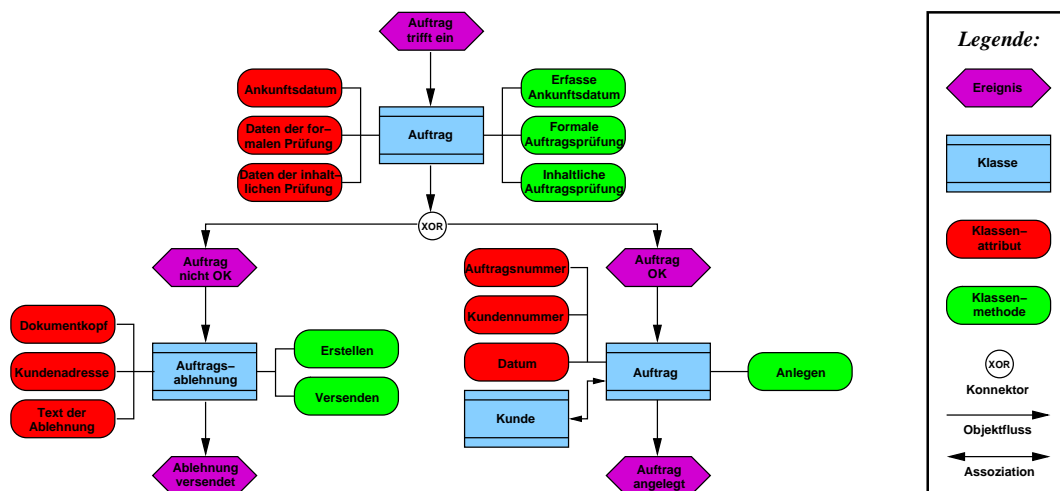 Auftrag
trifft ein
Ankunftsdatum
Daten der for–
malen Prüfung
Daten der inhalt–
lichen Prüfung
Auftrag
Erfasse
Ankunftsdatum
Formale
Auftragsprüfung
Inhaltliche
Auftragsprüfung
XOR
Auftrag
nicht OK
Auftrag
OK
Dokumentkopf
Kundenadresse
Text der
Ablehnung
Auftrags–
ablehnung
Erstellen
Versenden
Ablehnung
versendet
Auftragsnummer
Kundennummer
Datum
Kunde
Auftrag
Anlegen
Auftrag
angelegt
Legende:
Ereignis
Klasse
Klassen–
attribut
Klassen–
methode
XOR
Konnektor
Objektfluss
Assoziation